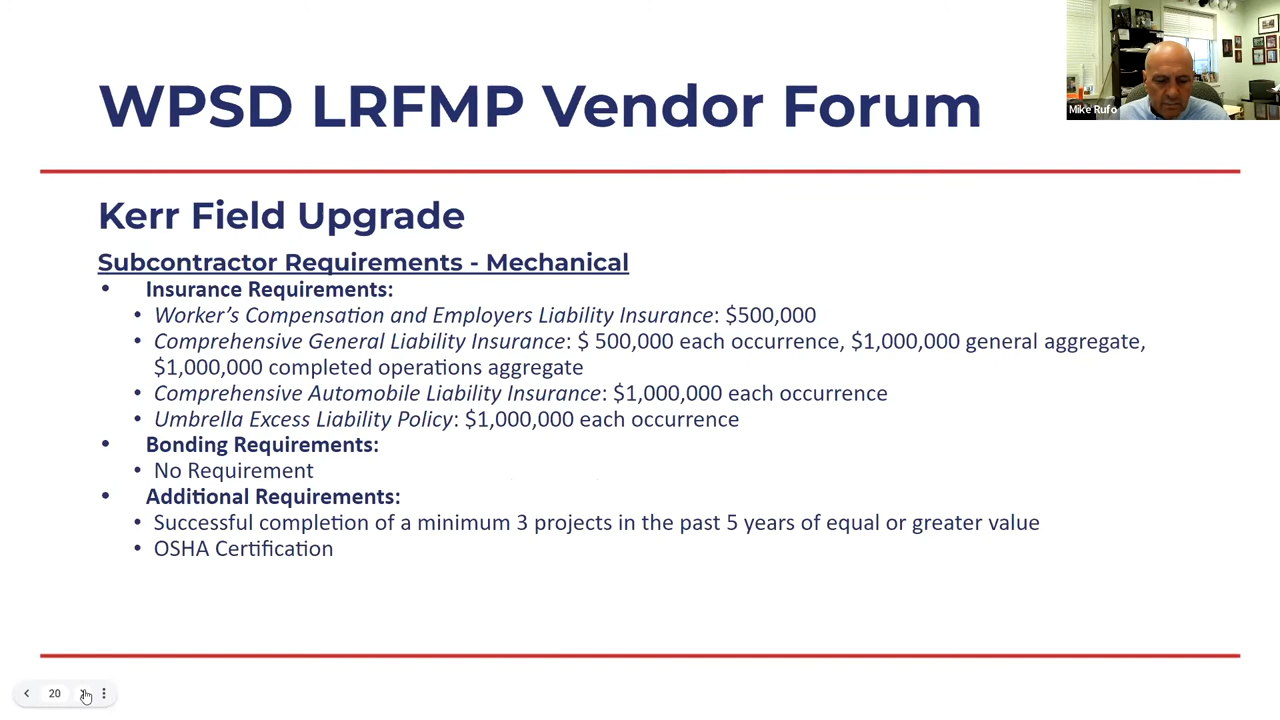 WPSD LRFMP Vendor Forum
Mike Rufo
Kerr Field Upgrade
Subcontractor Requirements - Mechanical
• Insurance Requirements:
• Worker's Compensation and Employers Liability Insurance: $500,000
• Comprehensive General Liability Insurance: $ 500,000 each occurrence, $1,000,000 general aggregate,
$1,000,000 completed operations aggregate
• Comprehensive Automobile Liability Insurance: $1,000,000 each occurrence
• Umbrella Excess Liability Policy: $1,000,000 each occurrence
• Bonding Requirements:
• No Requirement
• Additional Requirements:
• Successful completion of a minimum 3 projects in the past 5 years of equal or greater value
• OSHA Certification
20